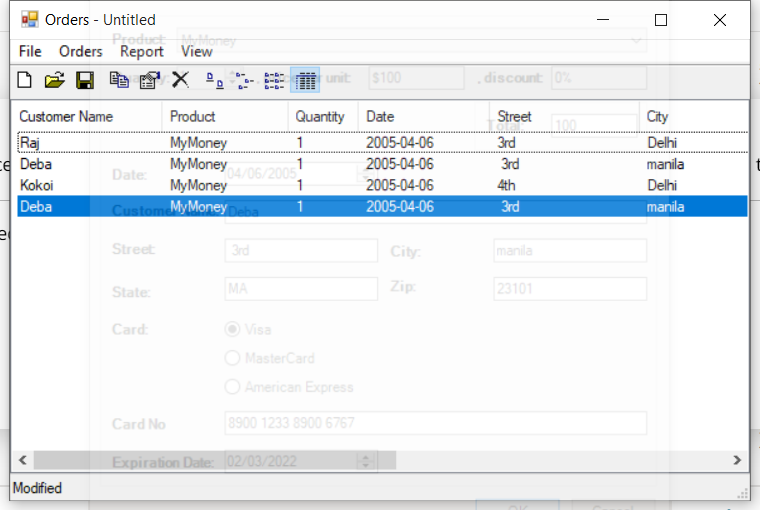 Orders - Untitled
Product: MyMoney
File Orders Report View
unit: $100 , discount: 0%
Customer Name Product Quantity Date Street City
Total: 100
Raj MyMoney 1 2005-04-06 3rd Delhi
Deba MyMoney 1 2005-04-06 3rd manila
Date: 04/06/2005
Kokoi MyMoney 1 2005-04-06 4th Delhi
Deba MyMoney 1 2005-04-06 3rd manila
Deba
Street: 3rd City: manila
State: MA Zip: 23101
Card: Visa
MasterCard
American Express
Card No 8900 1233 8900 6767
Expiration Date: 02/03/2022
Modified
OK Cancel